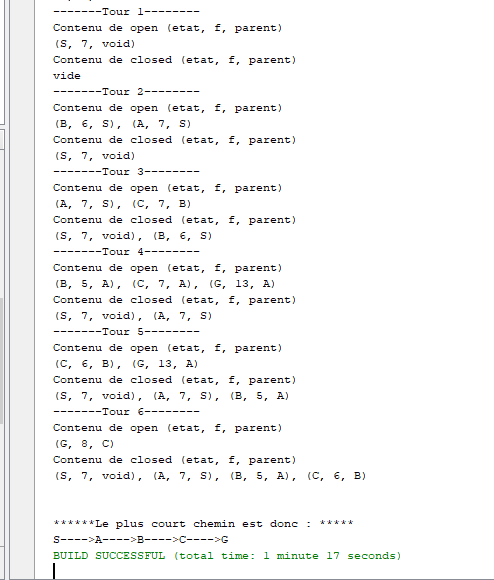 -------Tour 1--------
Contenu de open (etat, f, parent)
(S, 7, void)
Contenu de closed (etat, f, parent)
vide
-------Tour 2--------
Contenu de open (etat, f, parent)
(B, 6, S), (A, 7, S)
Contenu de closed (etat, f, parent)
(S, 7, void)
-------Tour 3--------
Contenu de open (etat, f, parent)
(A, 7, S), (C, 7, B)
Contenu de closed (etat, f, parent)
(S, 7, void), (B, 6, S)
-------Tour 4--------
Contenu de open (etat, f, parent)
(B, 5, A), (C, 7, A), (G, 13, A)
Contenu de closed (etat, f, parent)
(S, 7, void), (A, 7, S)
-------Tour 5--------
Contenu de open (etat, f, parent)
(C, 6, B), (G, 13, A)
Contenu de closed (etat, f, parent)
(S, 7, void), (A, 7, S), (B, 5, A)
-------Tour 6--------
Contenu de open (etat, f, parent)
(G, 8, C)
Contenu de closed (etat, f, parent)
(S, 7, void), (A, 7, S), (B, 5, A), (C, 6, B)
******Le plus court chemin est donc : *****
S---->A---->B---->C---->G
BUILD SUCCESSFUL (total time: 1 minute 17 seconds)